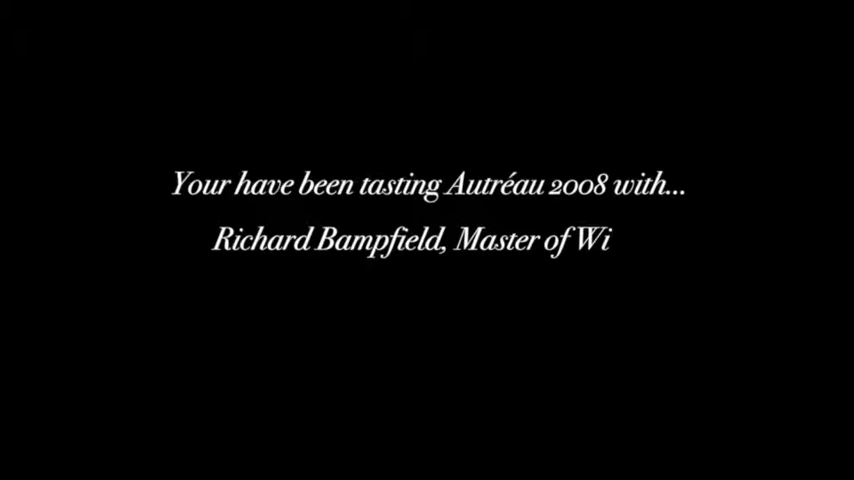 Your have been tasting Autréau 2008 with...
Richard Bampfield, Master of Wi